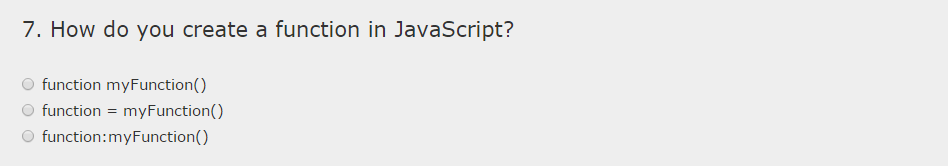 7. How do you create a function in JavaScript?
function myFunction()
function = myFunction()
function:myFunction()